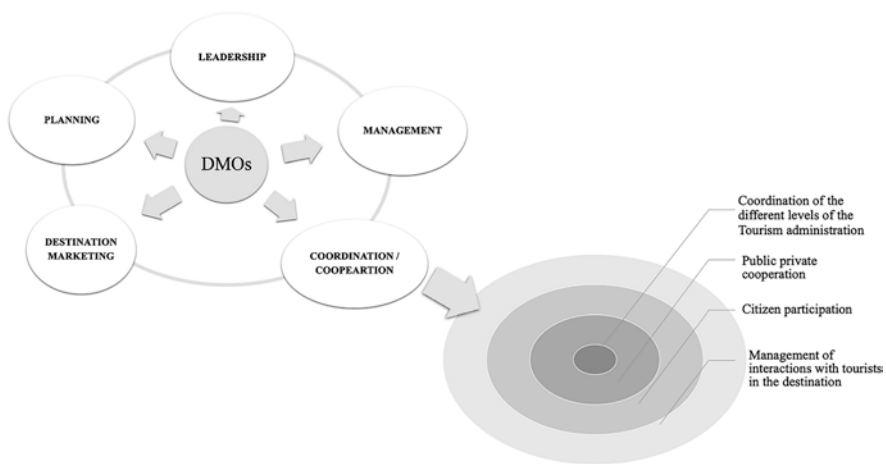 LEADERSHIP
PLANNING
MANAGEMENT
DMOs
DESTINATION
MARKETING
COORDINATION /
COOPEARTION
Coordination of the
different levels of the
Tourism administration
Public private
cooperation
Citizen participation
Management of
interactions with tourists
in the destination